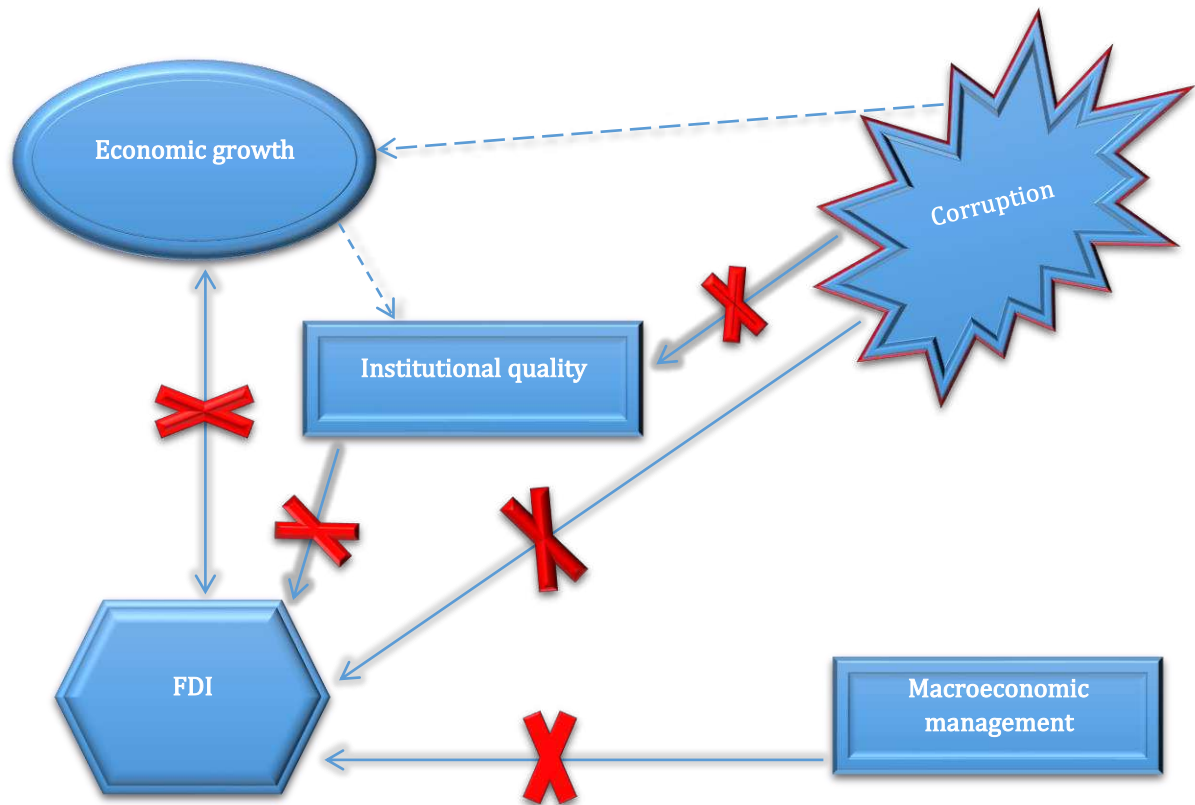 Economic growth
Corruption
Institutional quality
FDI
Macroeconomic
management